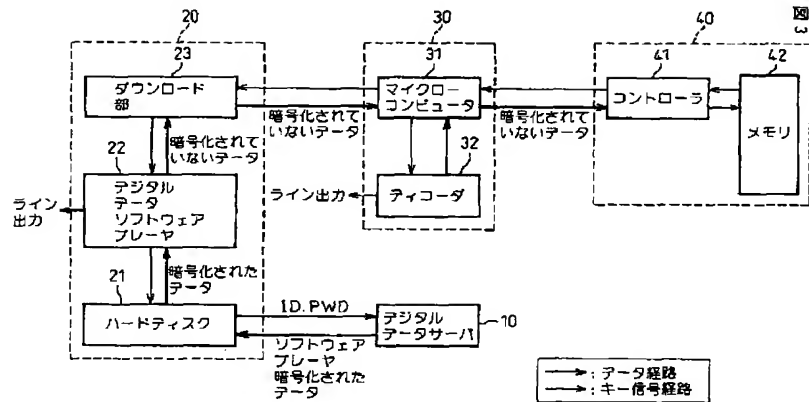 図3
20
23
ダウンロード
部
暗号化されて
いないデータ
22
デジタル
データ
ソフトウェア
プレーヤ
ライン
出力
暗号化された
データ
21
ハードディスク
ID.PWD
ソフトウェア
プレーヤ
暗号化された
データ
デジタル
データサーバ
10
30
31
マイクロー
コンピュータ
暗号化されて
いないデータ
32
ディコーダ
ライン出力
暗号化されて
いないデータ
40
41
コントローラ
42
メモリ
:データ経路
:キー信号経路